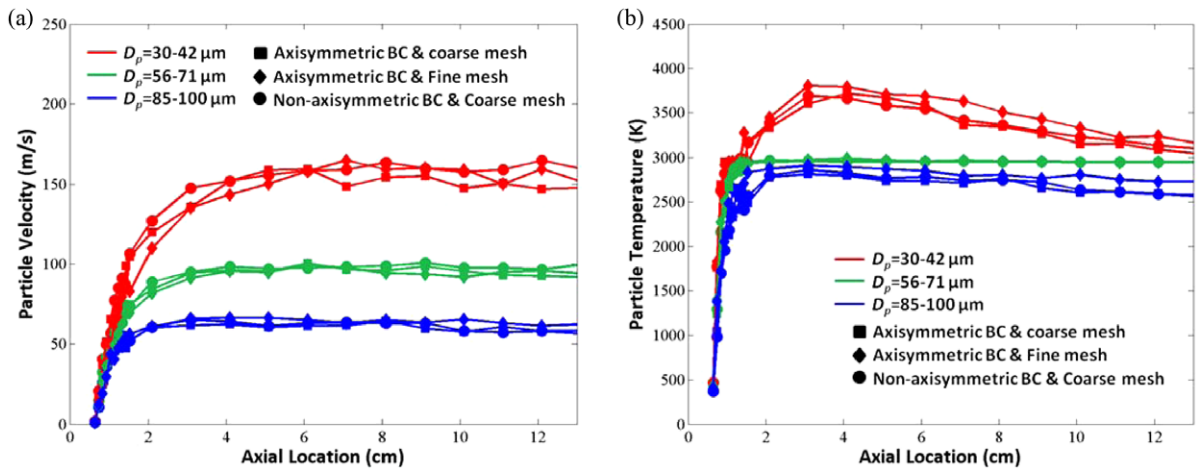 (a)
250
200
150
100
50
0
0 2 4 6 8 10 12
Particle Velocity (m/s)
Axial Location (cm)
Dp=30-42 μm
Dp=56-71 μm
Dp=85-100 μm
Axisymmetric BC & coarse mesh
Axisymmetric BC & Fine mesh
Non-axisymmetric BC & Coarse mesh
(b)
4500
4000
3500
3000
2500
2000
1500
1000
500
0
0 2 4 6 8 10 12
Particle Temperature (K)
Axial Location (cm)
Dp=30-42 μm
Dp=56-71 μm
Dp=85-100 μm
Axisymmetric BC & coarse mesh
Axisymmetric BC & Fine mesh
Non-axisymmetric BC & Coarse mesh